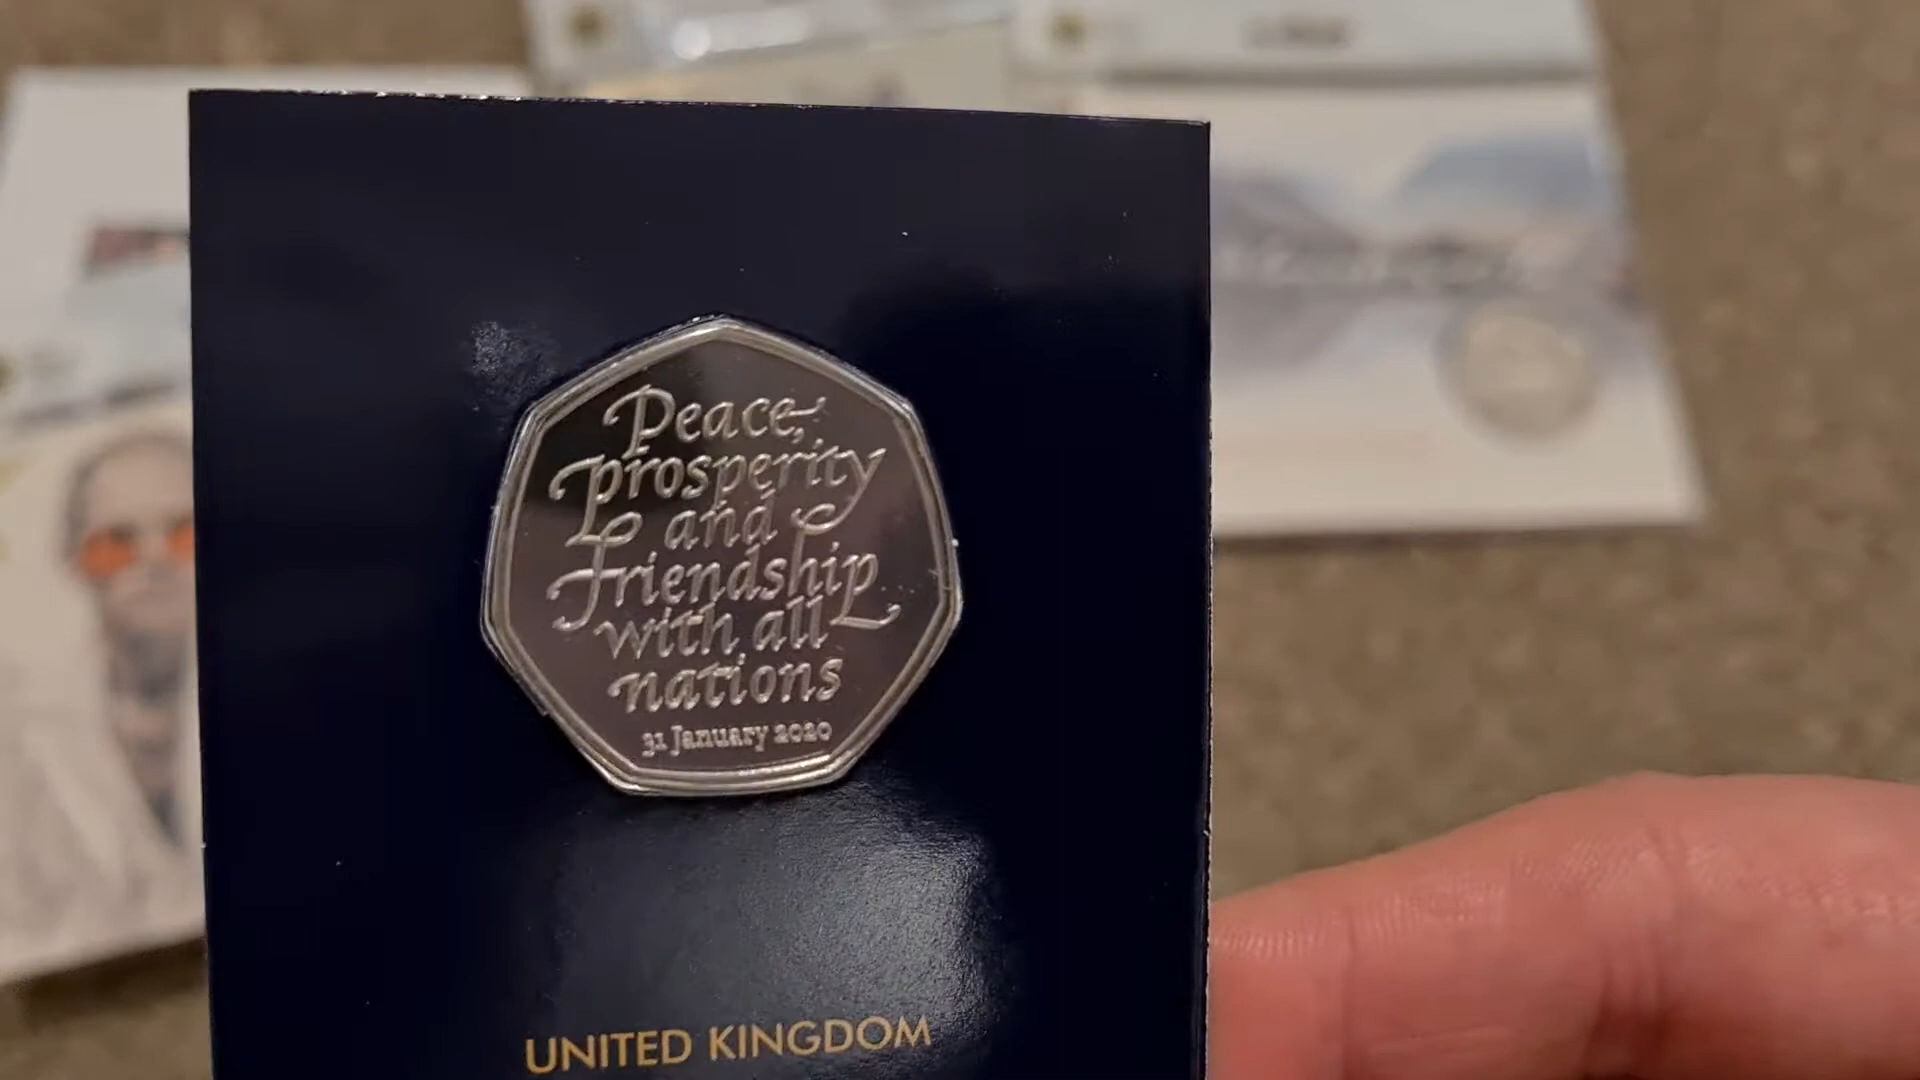 Peace,
prosperity
and
Friendship
with all
nations
31 January 2020
UNITED KINGDOM